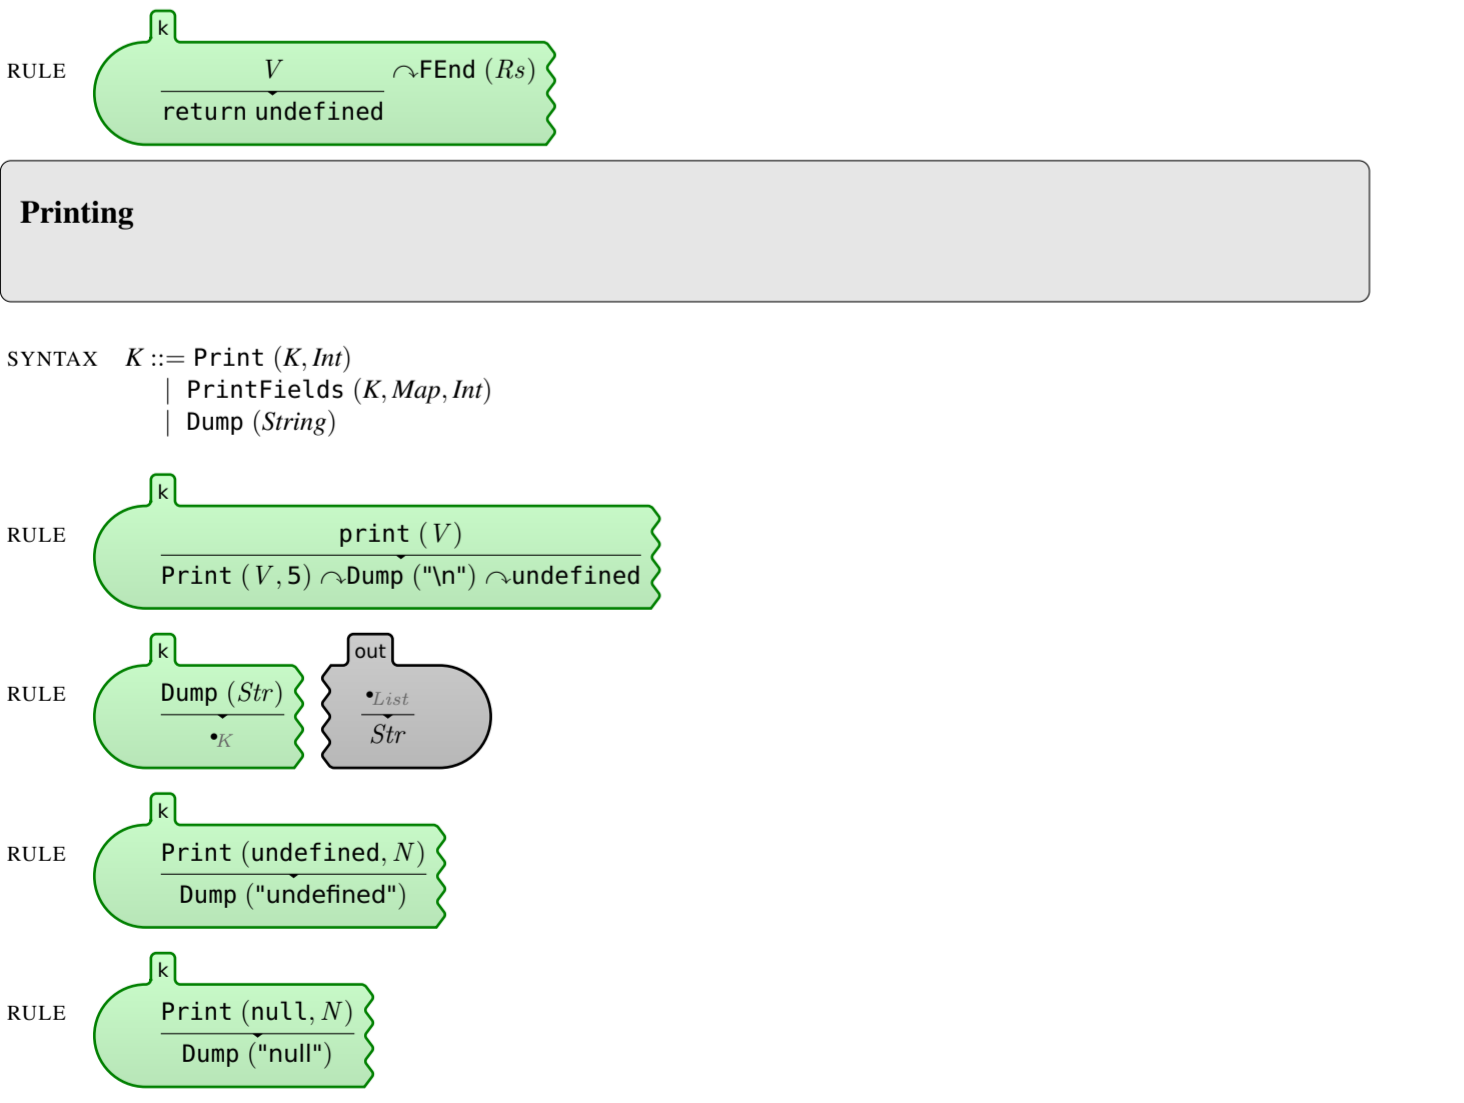 k
RULE V ↷FEnd (Rs)
return undefined
Printing
SYNTAX K ::= Print (K, Int)
| PrintFields (K, Map, Int)
| Dump (String)
k
RULE print (V)
Print (V, 5) ↷Dump ("\n") ↷undefined
k out
RULE Dump (Str) •List
•K Str
k
RULE Print (undefined, N)
Dump ("undefined")
k
RULE Print (null, N)
Dump ("null")